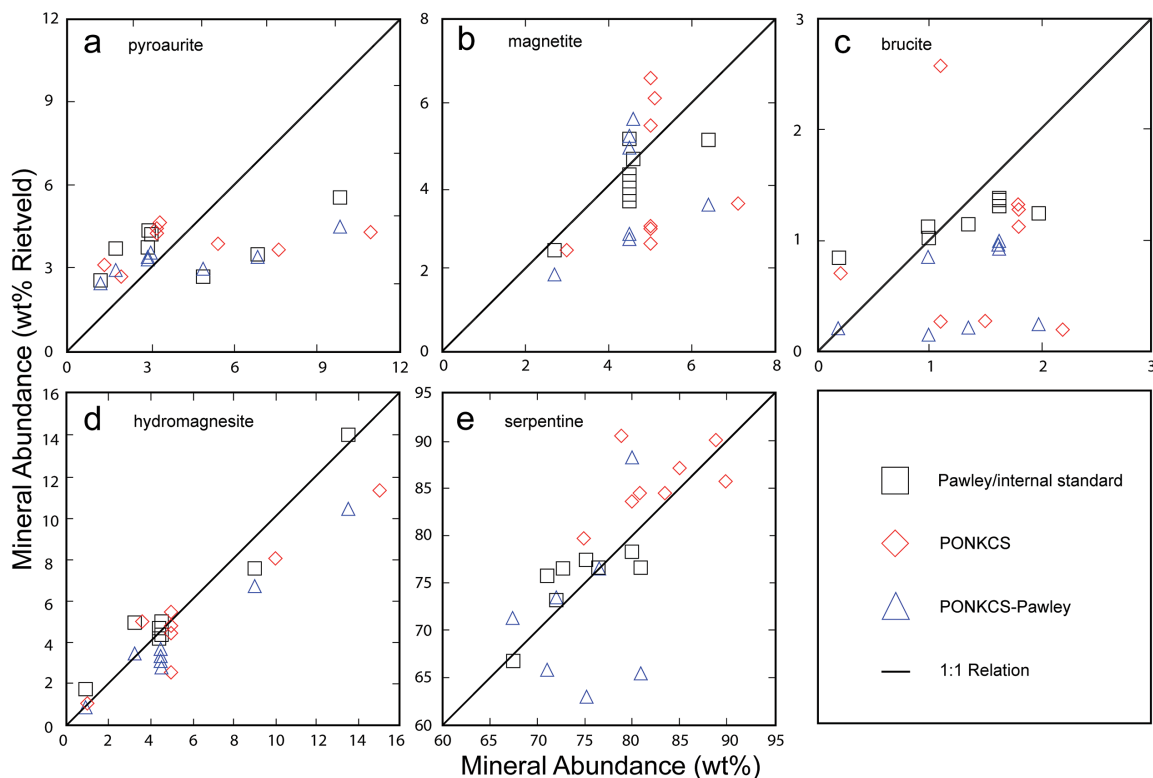 Mineral Abundance (wt% Rietveld)
a pyroaurite
12
9
6
3
0
0 3 6 9 12
b magnetite
8
6
4
2
0
0 2 4 6 8
c brucite
3
2
1
0
0 1 2 3
d hydromagnesite
16
14
12
10
8
6
4
2
0
0 2 4 6 8 10 12 14 16
e serpentine
95
90
85
80
75
70
65
60
60 65 70 75 80 85 90 95
Pawley/internal standard
PONKCS
PONKCS-Pawley
1:1 Relation
Mineral Abundance (wt%)